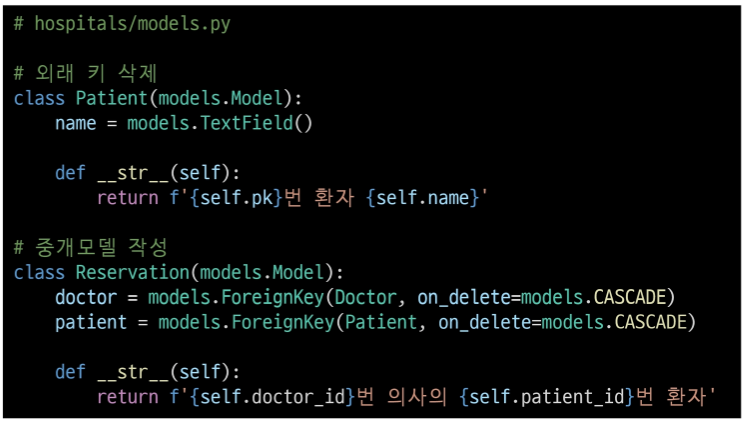 # hospitals/models.py
# 외래 키 삭제
class Patient(models.Model):
    name = models.TextField()
    def __str__(self):
        return f'{self.pk}번 환자 {self.name}'
# 중개모델 작성
class Reservation(models.Model):
    doctor = models.ForeignKey(Doctor, on_delete=models.CASCADE)
    patient = models.ForeignKey(Patient, on_delete=models.CASCADE)
    def __str__(self):
        return f'{self.doctor_id}번 의사의 {self.patient_id}번 환자'